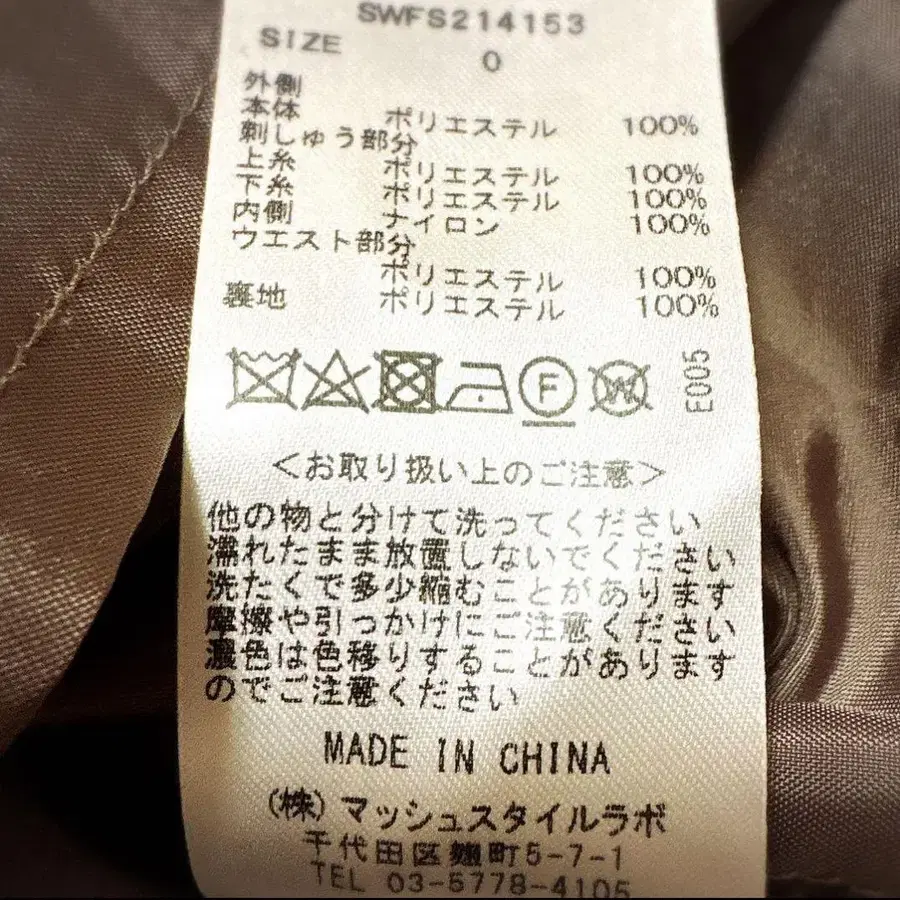 SWFS214153
SIZE 0
外側
本体 ポリエステル 100%
刺しゅう部分
上糸 ポリエステル 100%
下糸 ポリエステル 100%
内側 ナイロン 100%
ウエスト部分
ポリエステル 100%
裏地 ポリエステル 100%
F W E005
<お取り扱い上のご注意>
他の物と分けて洗ってください
濡れたまま放置しないでください
洗たくで多少縮むことがあります
摩擦や引っかけにご注意ください
濃色は色移りすることがあります
のでご注意ください
MADE IN CHINA
(株)マッシュスタイルラボ
千代田区麹町5-7-1
TEL 03-5778-4105